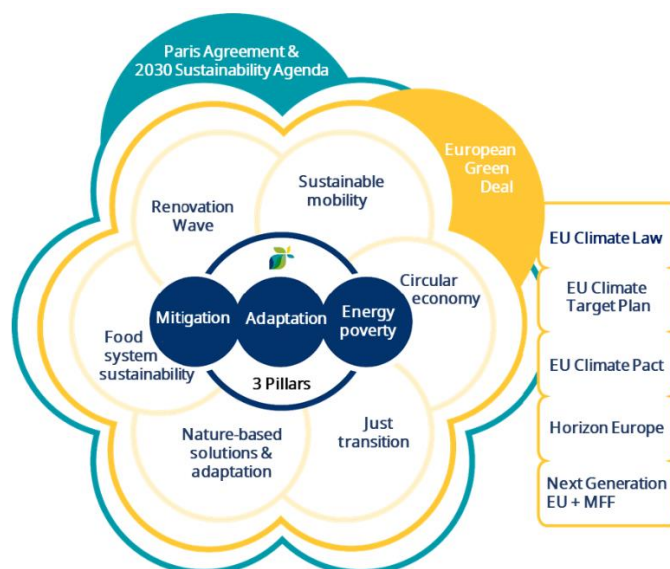 Paris Agreement &
2030 Sustainability Agenda
European
Green
Deal
Sustainable
mobility
Renovation
Wave
EU Climate Law
Circular
economy
EU Climate
Target Plan
Mitigation
Adaptation
Energy
poverty
Food
system
sustainability
EU Climate Pact
3 Pillars
Just
transition
Nature-based
solutions &
adaptation
Horizon Europe
Next Generation
EU + MFF